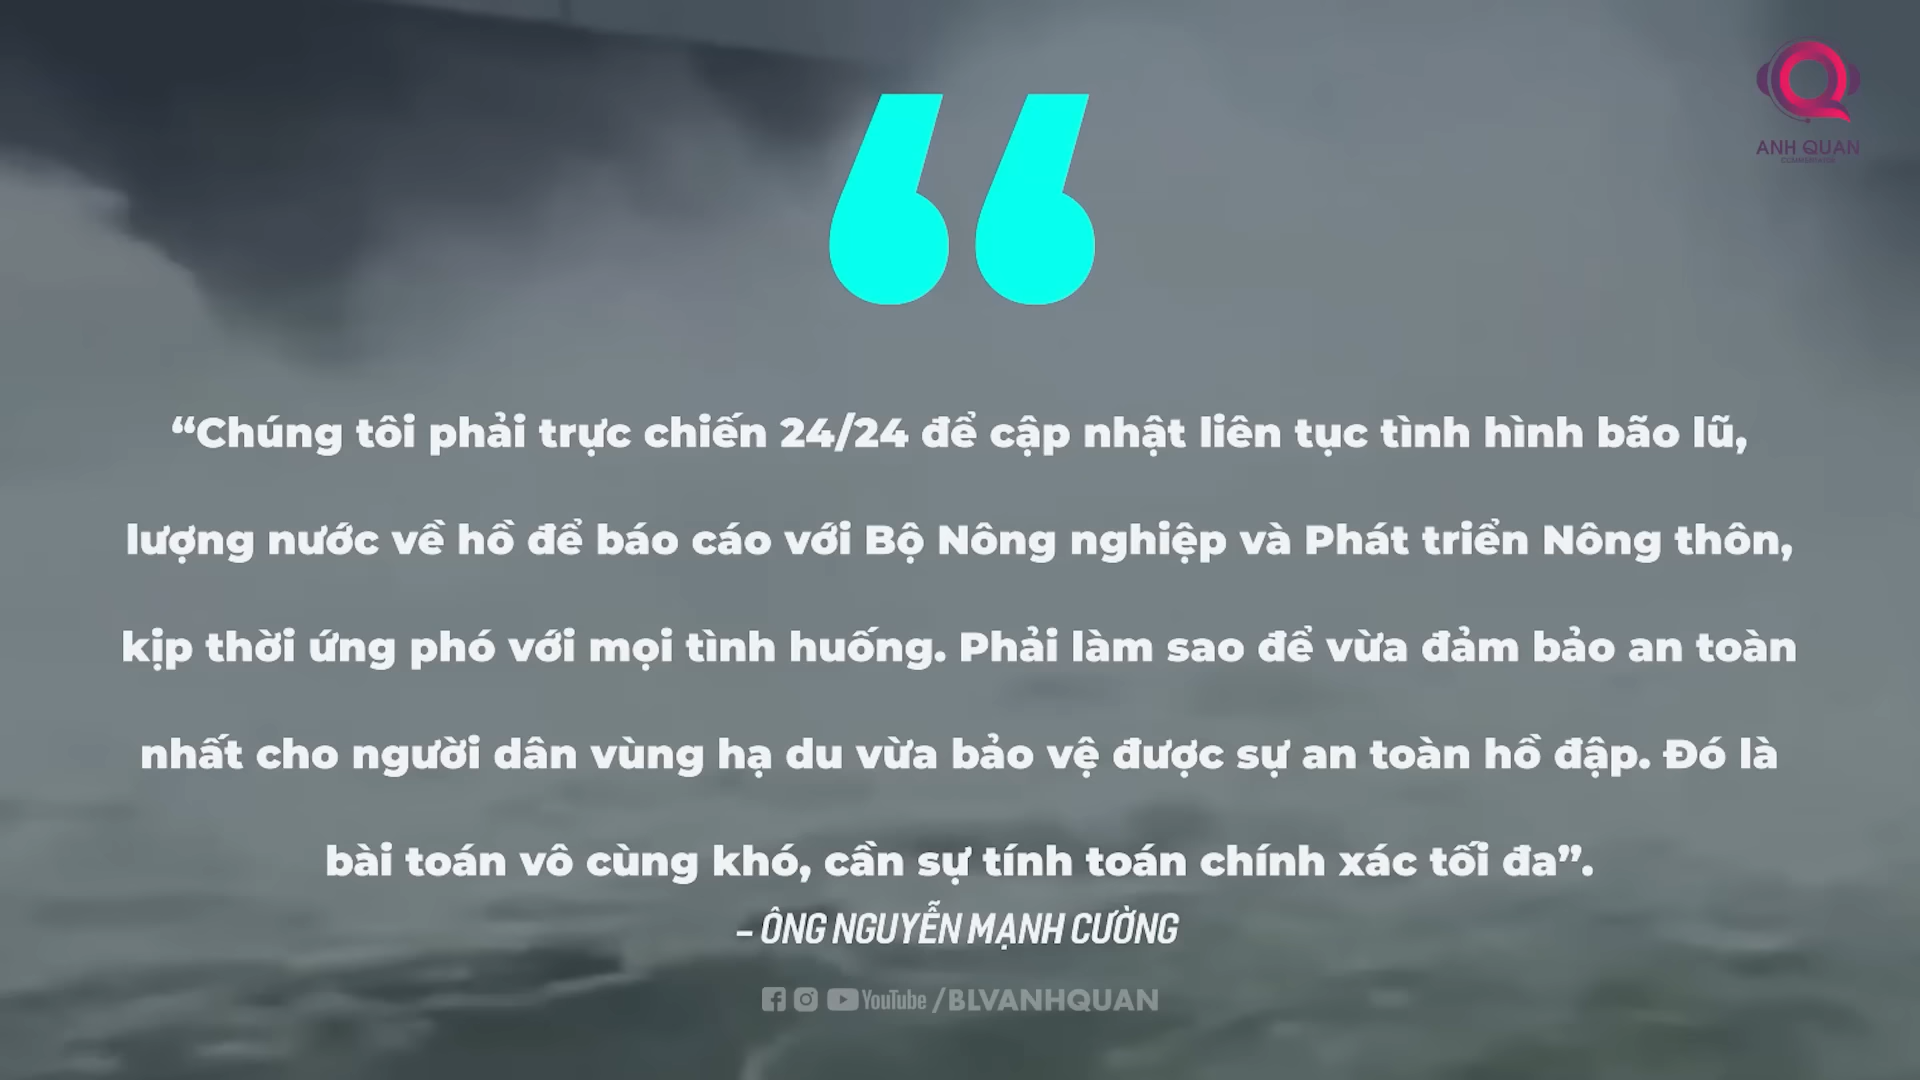 ANH QUAN
“Chúng tôi phải trực chiến 24/24 để cập nhật liên tục tình hình bão lũ,
lượng nước về hồ để báo cáo với Bộ Nông nghiệp và Phát triển Nông thôn,
kịp thời ứng phó với mọi tình huống. Phải làm sao để vừa đảm bảo an toàn
nhất cho người dân vùng hạ du vừa bảo vệ được sự an toàn hồ đập. Đó là
bài toán vô cùng khó, cần sự tính toán chính xác tối đa”.
– ÔNG NGUYỄN MẠNH CƯỜNG
YouTube /BLVANHQUAN